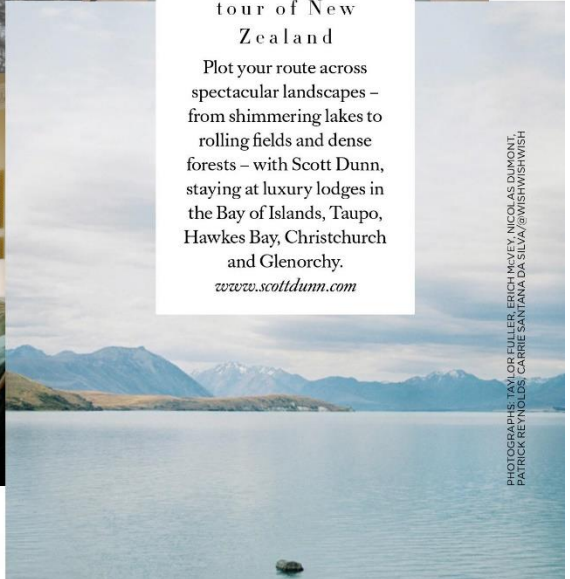 tour of New
Zealand
Plot your route across
spectacular landscapes –
from shimmering lakes to
rolling fields and dense
forests – with Scott Dunn,
staying at luxury lodges in
the Bay of Islands, Taupo,
Hawkes Bay, Christchurch
and Glenorchy.
www.scottdunn.com
PHOTOGRAPHS: TAYLOR FULLER, ERICH McVEY, NICOLAS DUMONT,
PATRICK REYNOLDS, CARRIE SANTANA DA SILVA/@WISHWISHWISH